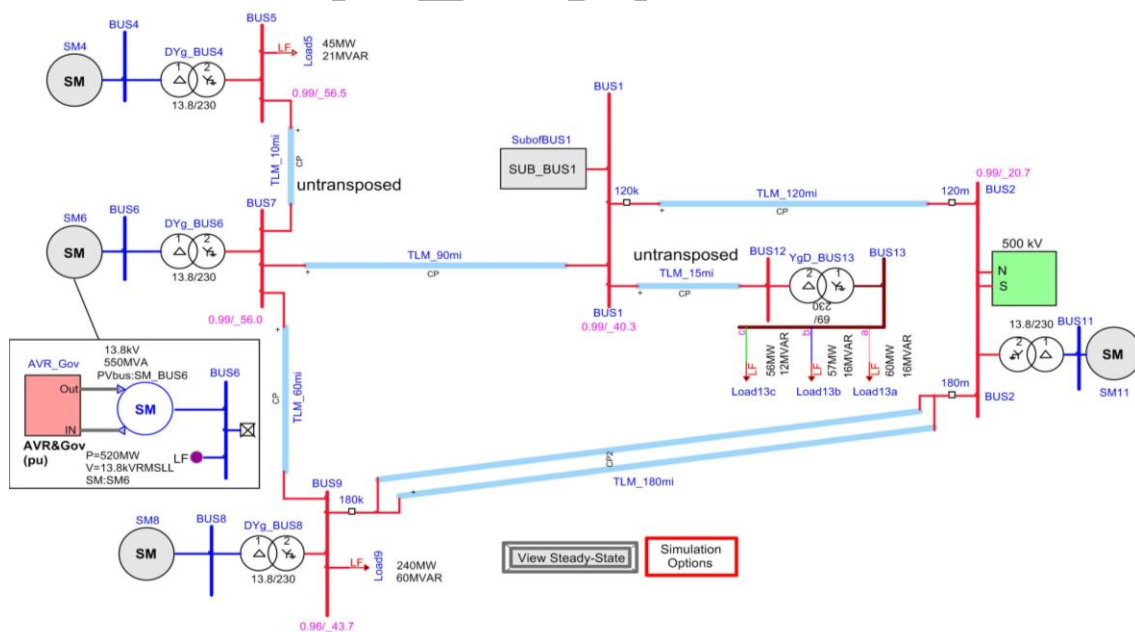 BUS4
SM4
SM
DYg_BUS4
1
2
13.8/230
BUS5
LF
Load5
45MW
21MVAR
0.99/_56.5
+
TLM_10mi
CP
untransposed
BUS7
SM6
SM
BUS6
DYg_BUS6
1
2
13.8/230
0.99/_56.0
+
TLM_90mi
CP
BUS1
SubofBUS1
SUB_BUS1
120k
+
TLM_120mi
CP
120m
0.99/_20.7
BUS2
500 kV
N
S
untransposed
+
TLM_15mi
CP
BUS1
0.99/_40.3
BUS12
YgD_BUS13
2
1
230
/69
BUS13
c
b
a
LF
LF
LF
56MW
12MVAR
57MW
16MVAR
60MW
16MVAR
Load13c
Load13b
Load13a
13.8/230
2
1
BUS11
SM
SM11
180m
BUS2
13.8kV
550MVA
PVbus:SM_BUS6
AVR_Gov
Out
IN
SM
BUS6
AVR&Gov
(pu)
P=520MW
V=13.8kVRMSLL
SM:SM6
LF
+
TLM_60mi
CP
CP2
+
TLM_180mi
BUS9
180k
SM8
SM
BUS8
DYg_BUS8
1
2
13.8/230
LF
Load9
240MW
60MVAR
0.96/_43.7
View Steady-State
Simulation
Options